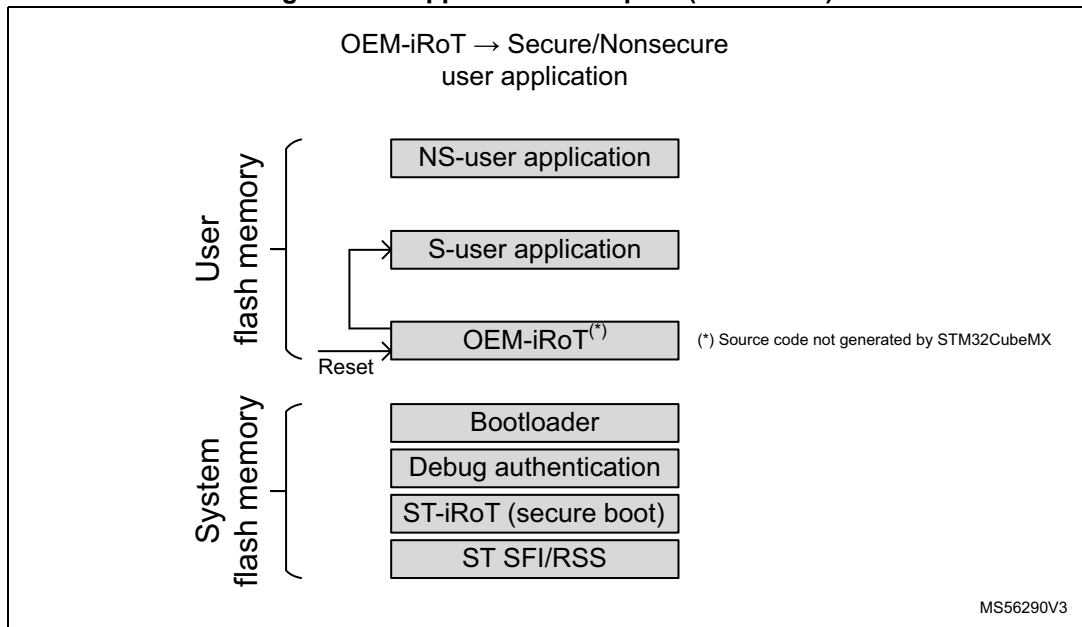 OEM-iRoT → Secure/Nonsecure
user application
User
flash memory
NS-user application
S-user application
OEM-iRoT(*)
(*) Source code not generated by STM32CubeMX
Reset
System
flash memory
Bootloader
Debug authentication
ST-iRoT (secure boot)
ST SFI/RSS
MS56290V3